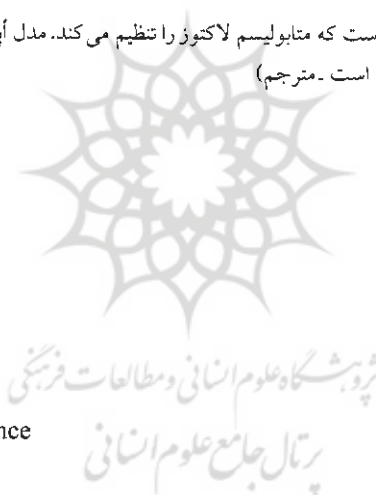 ست که متابولیسم لاکتوز را تنظیم می‌کند. مدل
است - مترجم)
پژوهشگاه علوم انسانی و مطالعات فرهنگی
nce
پرتال جامع علوم انسانی